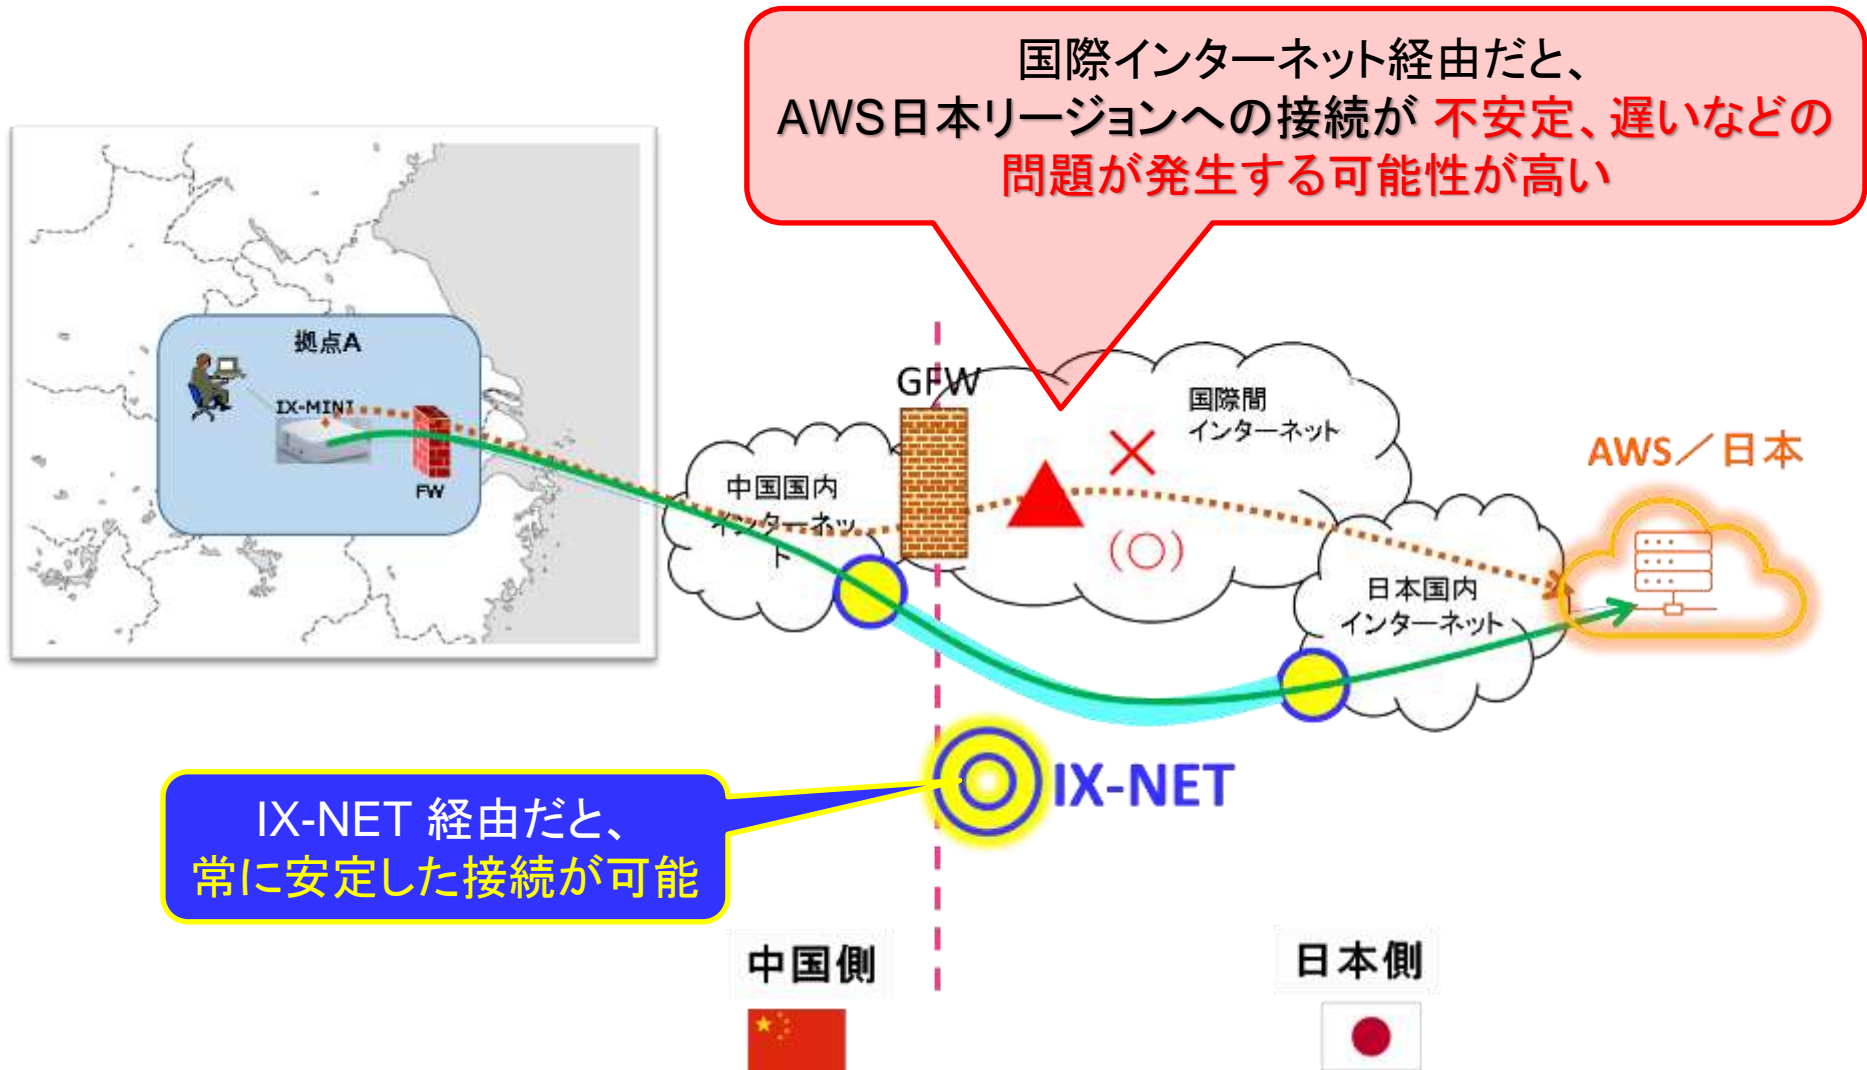 国際インターネット経由だと、
AWS日本リージョンへの接続が 不安定、遅いなどの
問題が発生する可能性が高い
拠点A
IX-MINI
FW
GFW
国際間
インターネット
中国国内
インターネッ
ト
AWS／日本
日本国内
インターネット
IX-NET
IX-NET 経由だと、
常に安定した接続が可能
中国側
日本側